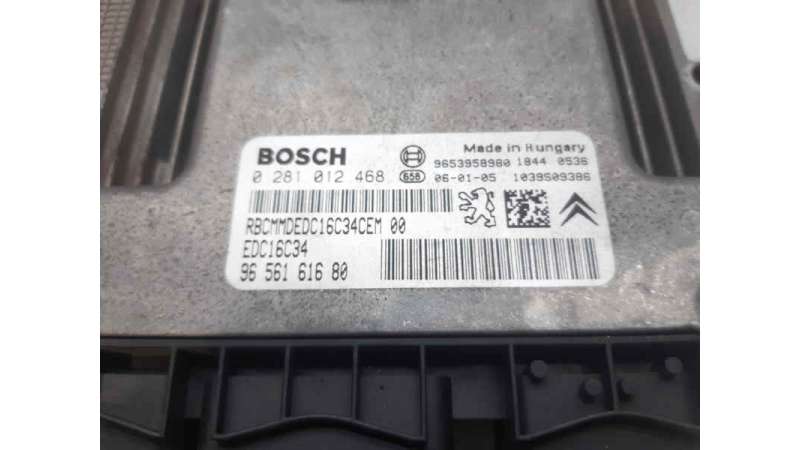 BOSCH
Made in Hungary
9653958980 1844 0536
0 281 012 468 658 06-01-05 1039S09386
RBCMMDEDC16C34CEM 00
EDC16C34
96 561 616 80